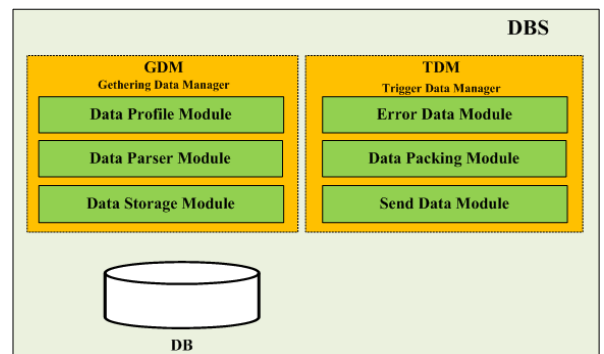 DBS
GDM
Gethering Data Manager
Data Profile Module
Data Parser Module
Data Storage Module
TDM
Trigger Data Manager
Error Data Module
Data Packing Module
Send Data Module
DB